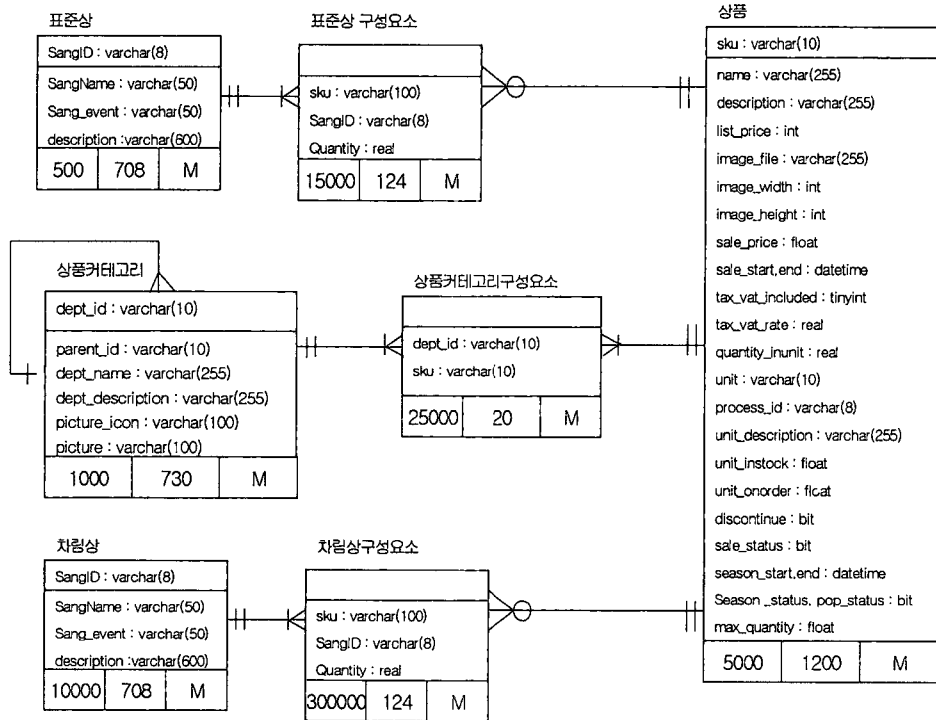 표준상
SangID : varchar(8)
SangName : varchar(50)
Sang_event : varchar(50)
description :varchar(600)
500 708 M
표준상 구성요소
sku : varchar(100)
SangID : varchar(8)
Quantity : real
15000 124 M
상품
sku : varchar(10)
name : varchar(255)
description : varchar(255)
list_price : int
image_file : varchar(255)
image_width : int
image_height : int
sale_price : float
sale_start,end : datetime
tax_vat_included : tinyint
tax_vat_rate : real
quantity_inunit : real
unit : varchar(10)
process_id : varchar(8)
unit_description : varchar(255)
unit_instock : float
unit_onorder : float
discontinue : bit
sale_status : bit
season_start,end : datetime
Season_status, pop_status : bit
max_quantity : float
5000 1200 M
상품커테고리
dept_id : varchar(10)
parent_id : varchar(10)
dept_name : varchar(255)
dept_description : varchar(255)
picture_icon : varchar(100)
picture : varchar(100)
1000 730 M
상품커테고리구성요소
dept_id : varchar(10)
sku : varchar(10)
25000 20 M
차림상
SangID : varchar(8)
SangName : varchar(50)
Sang_event : varchar(50)
description :varchar(600)
10000 708 M
차림상구성요소
sku : varchar(100)
SangID : varchar(8)
Quantity : real
300000 124 M